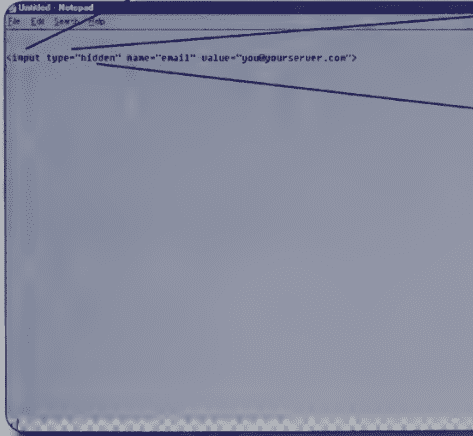 Untitled - Notepad
File Edit Search Help
<input type="hidden" name="email" value="you@yourserver.com">